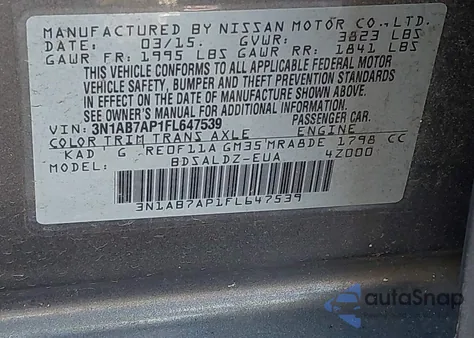 MANUFACTURED BY NISSAN MOTOR CO.,LTD.
DATE: 03/15. GVWR: 3823 LBS
GAWR FR: 1995 LBS GAWR RR: 1841 LBS
THIS VEHICLE CONFORMS TO ALL APPLICABLE FEDERAL MOTOR
VEHICLE SAFETY, BUMPER AND THEFT PREVENTION STANDARDS
IN EFFECT ON THE DATE OF MANUFACTURE SHOWN ABOVE.
SEE OWNER'S MANUAL FOR ADDITIONAL INFORMATION.
VIN: 3N1AB7AP1FL647539 PASSENGER CAR.
COLOR TRIM TRANS AXLE ENGINE
KAD G RE0F11A GM35 MRA8DE 1798 CC
MODEL: BDSALDZ-EUA 4Z000
3N1AB7AP1FL647539
autoSnap